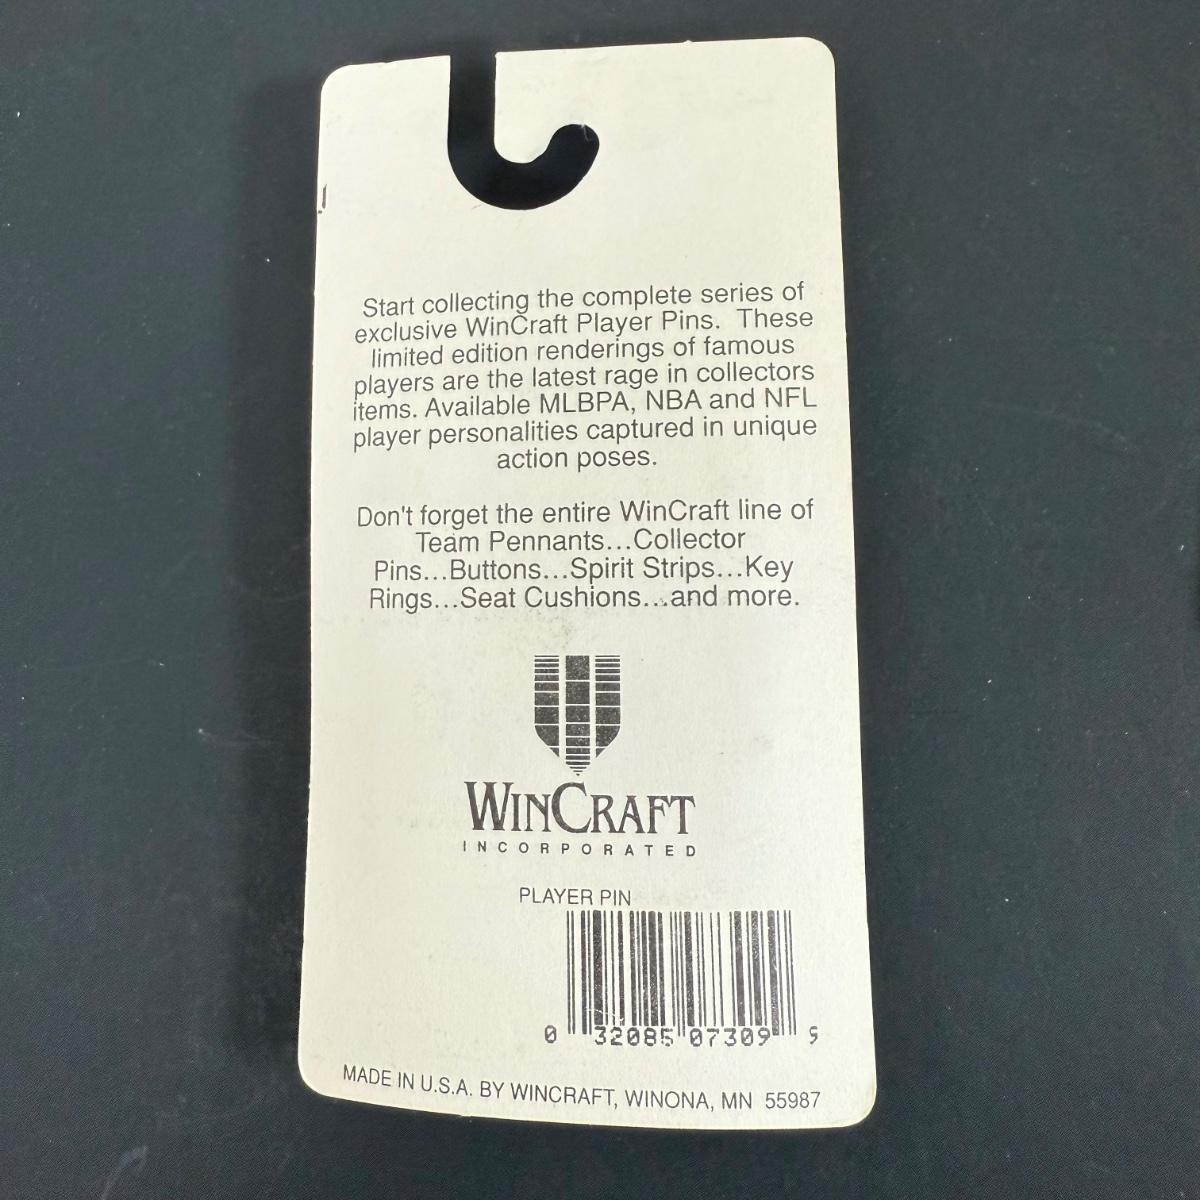 Start collecting the complete series of
exclusive WinCraft Player Pins. These
limited edition renderings of famous
players are the latest rage in collectors
items. Available MLBPA, NBA and NFL
player personalities captured in unique
action poses.
Don't forget the entire WinCraft line of
Team Pennants...Collector
Pins...Buttons...Spirit Strips...Key
Rings...Seat Cushions...and more.
WINCRAFT
INCORPORATED
PLAYER PIN
0 32085 07309 9
MADE IN U.S.A. BY WINCRAFT, WINONA, MN 55987